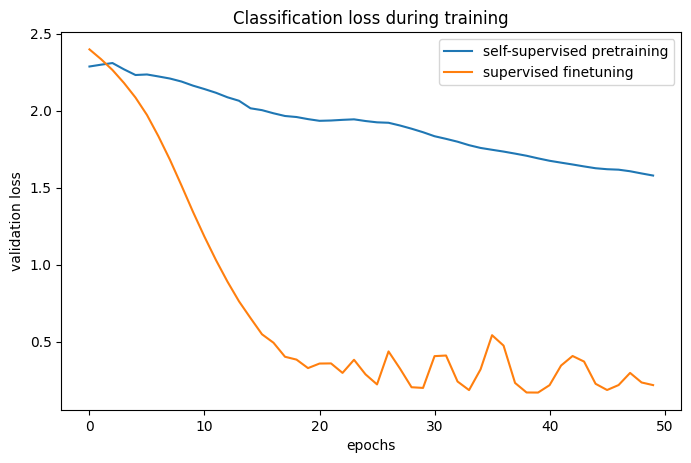 Classification loss during training
self-supervised pretraining
supervised finetuning
validation loss
2.5
2.0
1.5
1.0
0.5
0
10
20
30
40
50
epochs